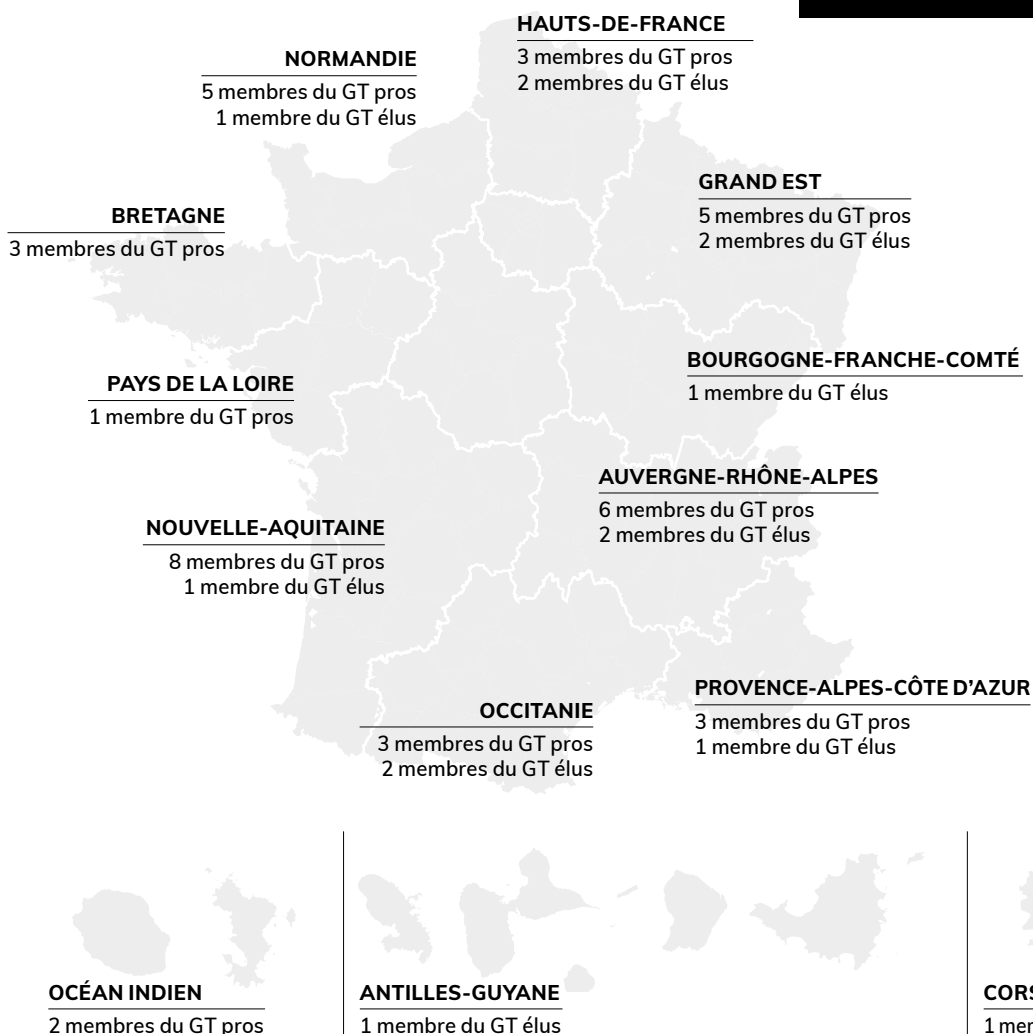 HAUTS-DE-FRANCE
3 membres du GT pros
2 membres du GT élus
NORMANDIE
5 membres du GT pros
1 membre du GT élus
GRAND EST
5 membres du GT pros
2 membres du GT élus
BRETAGNE
3 membres du GT pros
BOURGOGNE-FRANCHE-COMTÉ
1 membre du GT élus
PAYS DE LA LOIRE
1 membre du GT pros
AUVERGNE-RHÔNE-ALPES
6 membres du GT pros
2 membres du GT élus
NOUVELLE-AQUITAINE
8 membres du GT pros
1 membre du GT élus
PROVENCE-ALPES-CÔTE D’AZUR
3 membres du GT pros
1 membre du GT élus
OCCITANIE
3 membres du GT pros
2 membres du GT élus
OCÉAN INDIEN
2 membres du GT pros
ANTILLES-GUYANE
1 membre du GT élus
1